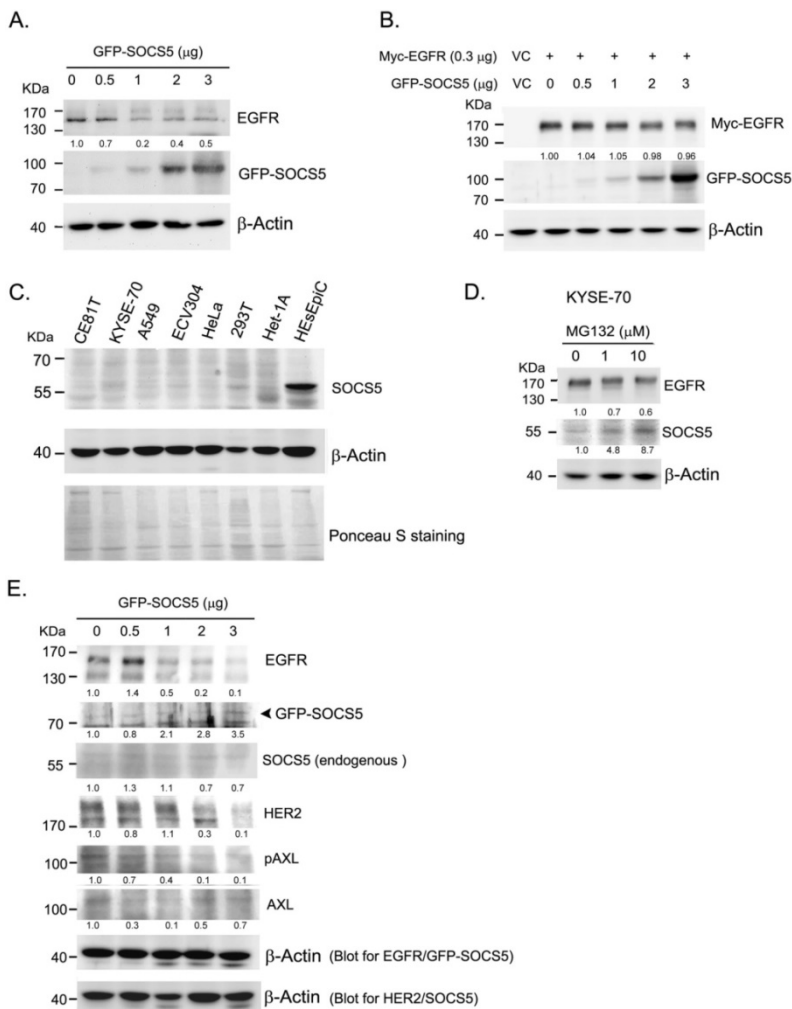 A.
GFP-SOCS5 (μg)
0 0.5 1 2 3
KDa
170
130
EGFR
1.0 0.7 0.2 0.4 0.5
100
70
GFP-SOCS5
40
β-Actin
B.
Myc-EGFR (0.3 μg) VC + + + + +
GFP-SOCS5 (μg) VC 0 0.5 1 2 3
kDa
170
130
Myc-EGFR
1.00 1.04 1.05 0.98 0.96
100
70
GFP-SOCS5
40
β-Actin
C.
CE81T KYSE-70 A549 ECV304 HeLa 293T Het-1A HEsEpiC
KDa
70
55
SOCS5
40
β-Actin
Ponceau S staining
D.
KYSE-70
MG132 (μM)
0 1 10
KDa
170
130
EGFR
1.0 0.7 0.6
55
SOCS5
1.0 4.8 8.7
40
β-Actin
E.
GFP-SOCS5 (μg)
KDa 0 0.5 1 2 3
170
130
EGFR
1.0 1.4 0.5 0.2 0.1
GFP-SOCS5
70
1.0 0.8 2.1 2.8 3.5
55
SOCS5 (endogenous )
1.0 1.3 1.1 0.7 0.7
HER2
170
1.0 0.8 1.1 0.3 0.1
100
pAXL
1.0 0.7 0.4 0.1 0.1
100
AXL
1.0 0.3 0.1 0.5 0.7
40
β-Actin (Blot for EGFR/GFP-SOCS5)
40
β-Actin (Blot for HER2/SOCS5)